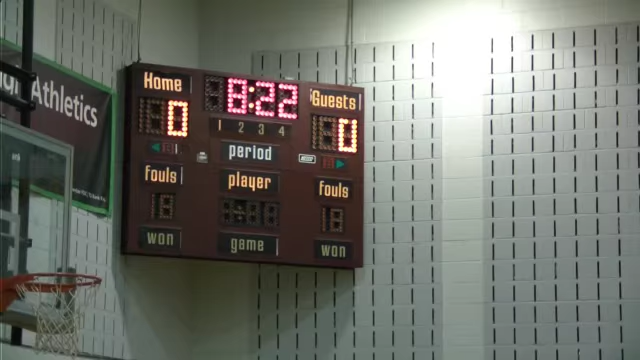 Athletics
Home
8:22
Guests
0
1 2 3 4
0
period
fouls
player
fouls
won
game
won